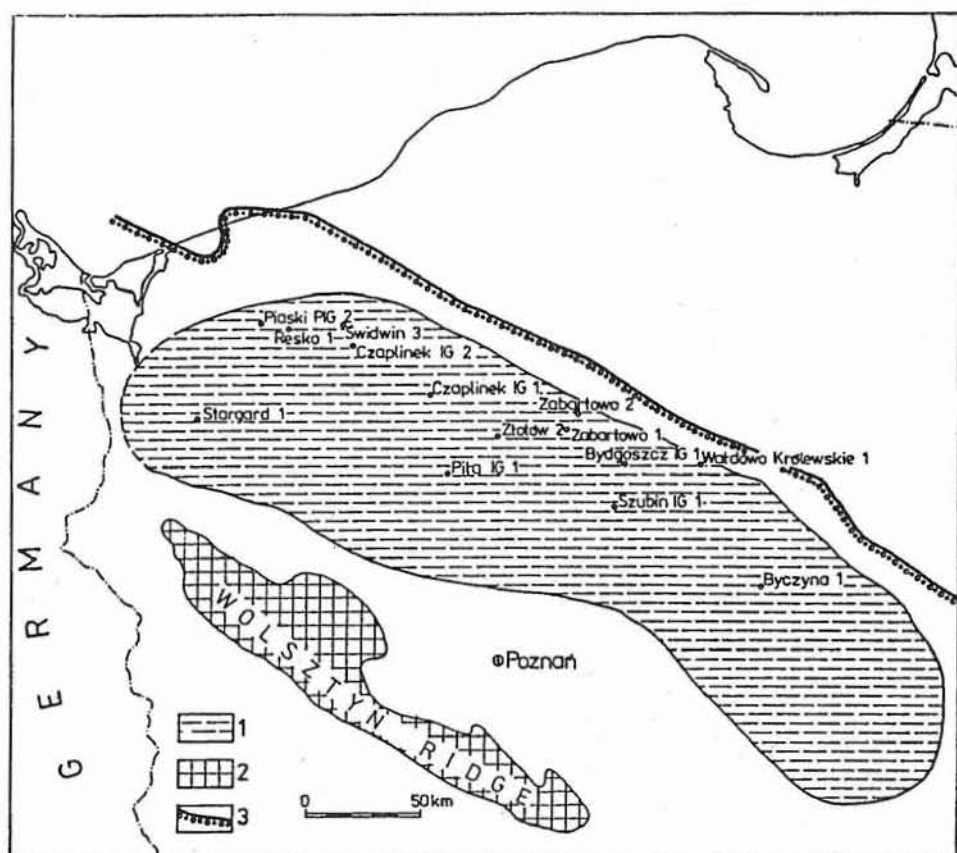 GERMANY
Piaski PIG 2
Resko 1
Świdwin 3
Czaplinek IG 2
Czaplinek IG 1
Zabartowo 2
Stargard 1
Złotów 2
Zabartowo 1
Bydgoszcz IG 1
Wałdowo Królewskie 1
Piła IG 1
Szubin IG 1
Byczyna 1
WOLSZTYN RIDGE
Poznań
1
2
3
0 50km